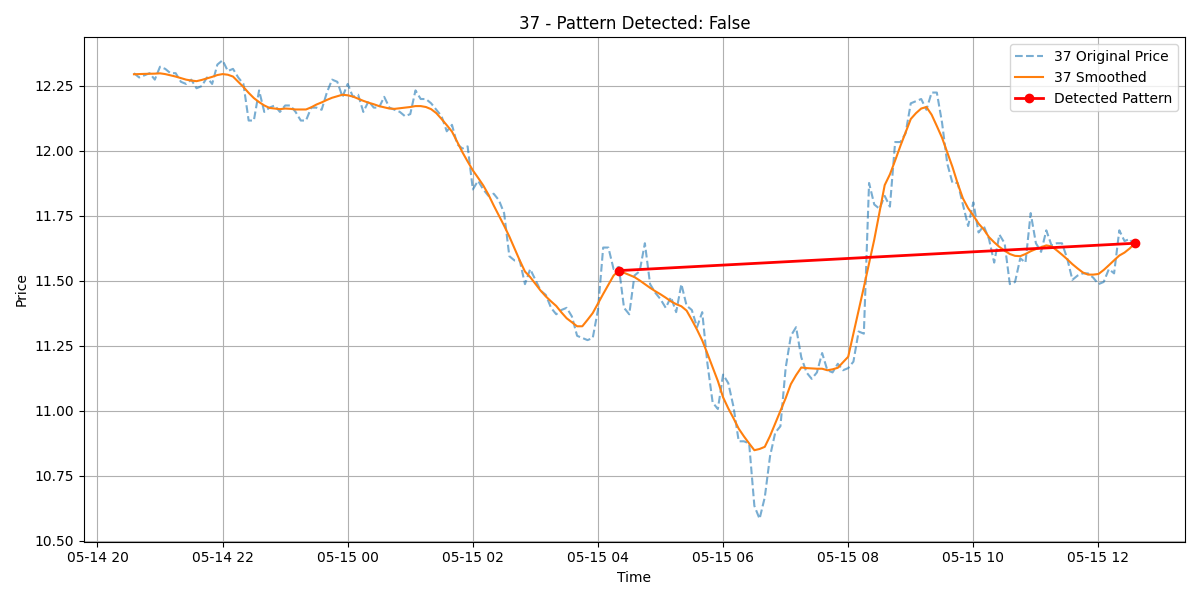 37 - Pattern Detected: False
37 Original Price
37 Smoothed
Detected Pattern
Price
12.25
12.00
11.75
11.50
11.25
11.00
10.75
10.50
05-14 20 05-14 22 05-15 00 05-15 02 05-15 04 05-15 06 05-15 08 05-15 10 05-15 12
Time